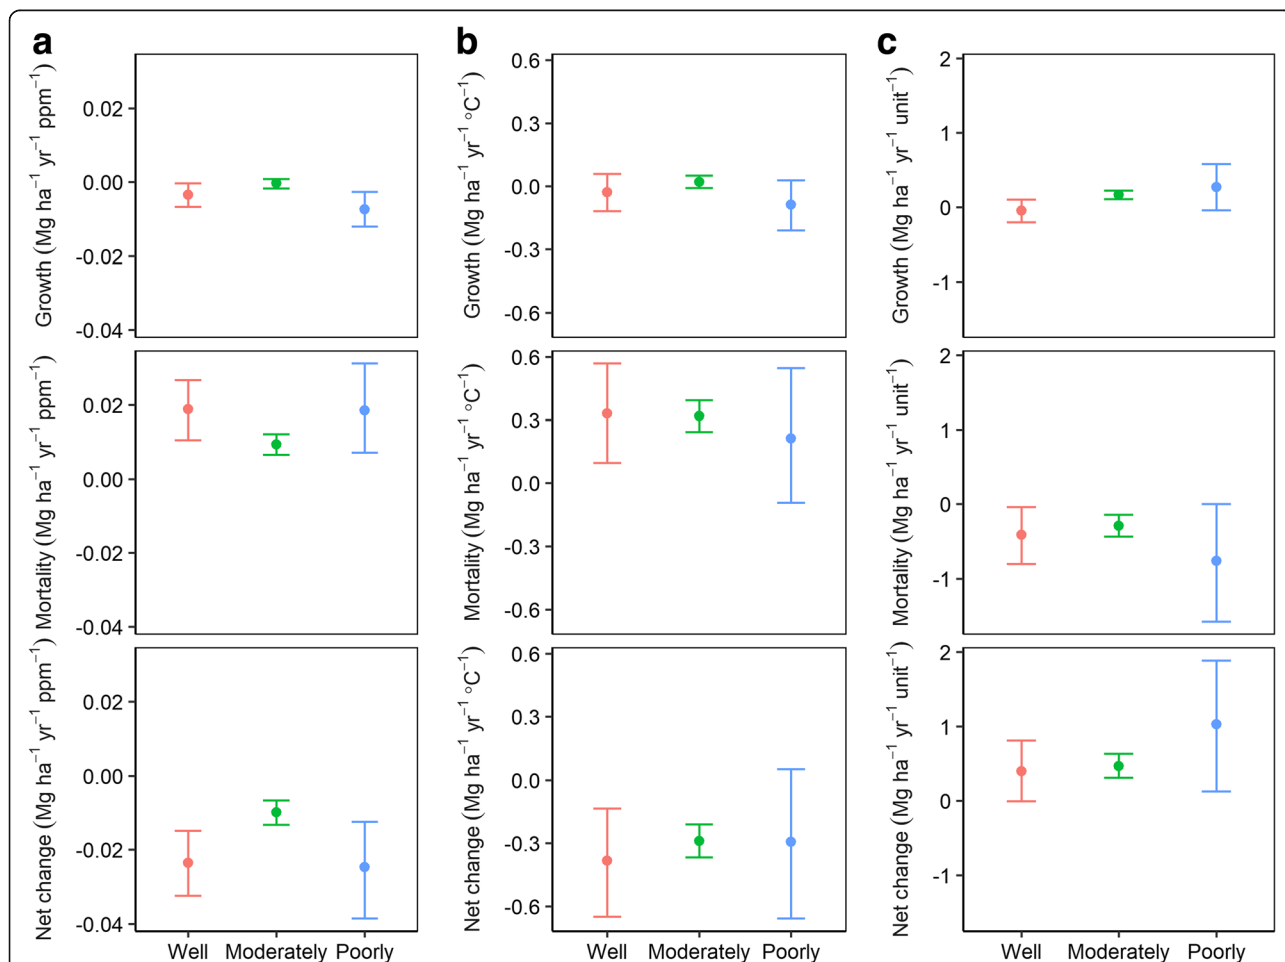 a
b
c
Growth (Mg ha⁻¹ yr⁻¹ ppm⁻¹)
0.02
0.00
-0.02
-0.04
Growth (Mg ha⁻¹ yr⁻¹ °C⁻¹)
0.6
0.3
0.0
-0.3
-0.6
Growth (Mg ha⁻¹ yr⁻¹ unit⁻¹)
2
1
0
-1
Mortality (Mg ha⁻¹ yr⁻¹ ppm⁻¹)
0.02
0.00
-0.02
-0.04
Mortality (Mg ha⁻¹ yr⁻¹ °C⁻¹)
0.6
0.3
0.0
-0.3
-0.6
Mortality (Mg ha⁻¹ yr⁻¹ unit⁻¹)
2
1
0
-1
Net change (Mg ha⁻¹ yr⁻¹ ppm⁻¹)
0.02
0.00
-0.02
-0.04
Net change (Mg ha⁻¹ yr⁻¹ °C⁻¹)
0.6
0.3
0.0
-0.3
-0.6
Net change (Mg ha⁻¹ yr⁻¹ unit⁻¹)
2
1
0
-1
Well Moderately Poorly
Well Moderately Poorly
Well Moderately Poorly